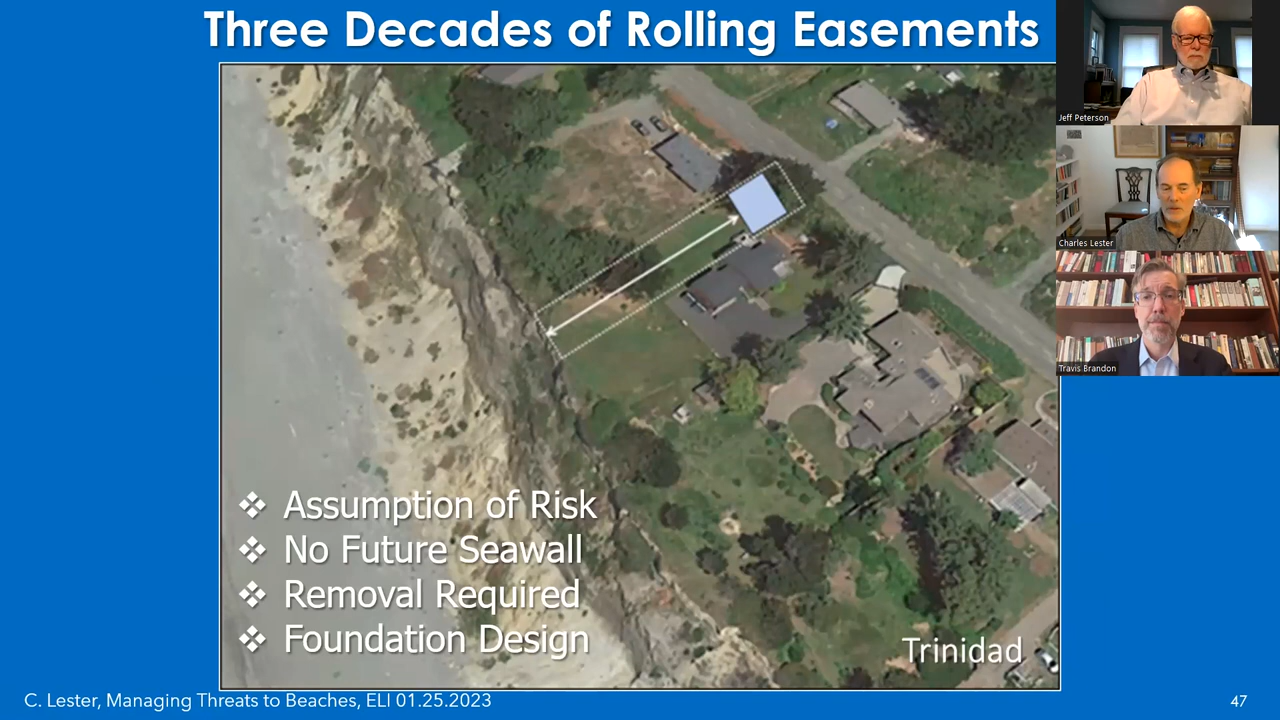 Three Decades of Rolling Easements
Jeff Peterson
Charles Lester
Travis Brandon
❖ Assumption of Risk
❖ No Future Seawall
❖ Removal Required
❖ Foundation Design
Trinidad
C. Lester, Managing Threats to Beaches, ELI 01.25.2023
47